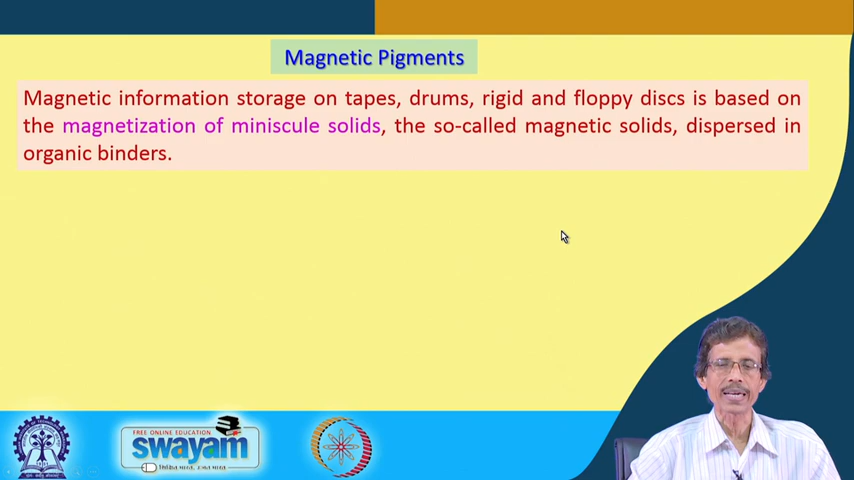 Magnetic Pigments
Magnetic information storage on tapes, drums, rigid and floppy discs is based on
the magnetization of miniscule solids, the so-called magnetic solids, dispersed in
organic binders.
FREE ONLINE EDUCATION
swayam